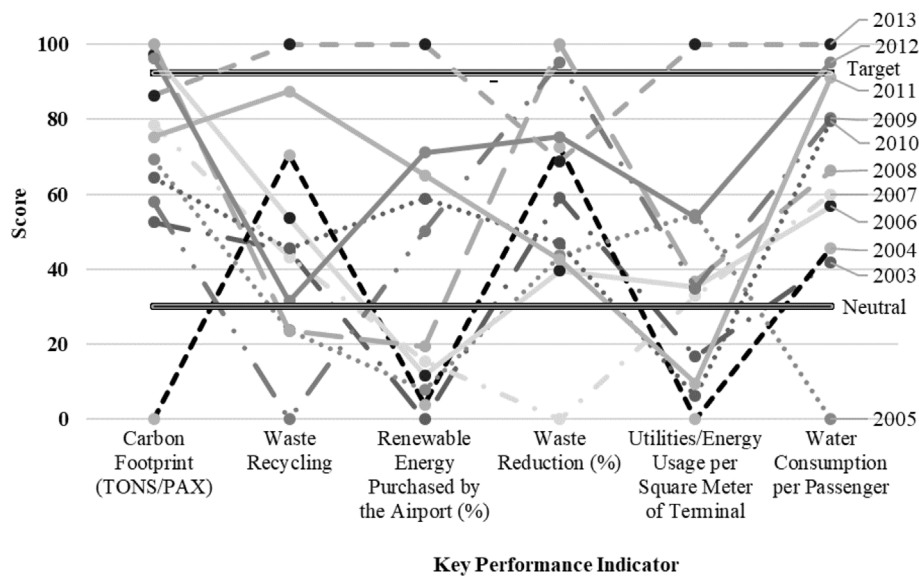 2013
100
2012
Target
2011
80
2009
2010
2008
60
2007
Score
2006
2004
40
2003
Neutral
20
0
2005
Carbon
Footprint
(TONS/PAX)
Waste
Recycling
Renewable
Energy
Purchased by
the Airport (%)
Waste
Reduction (%)
Utilities/Energy
Usage per
Square Meter
of Terminal
Water
Consumption
per Passenger
Key Performance Indicator